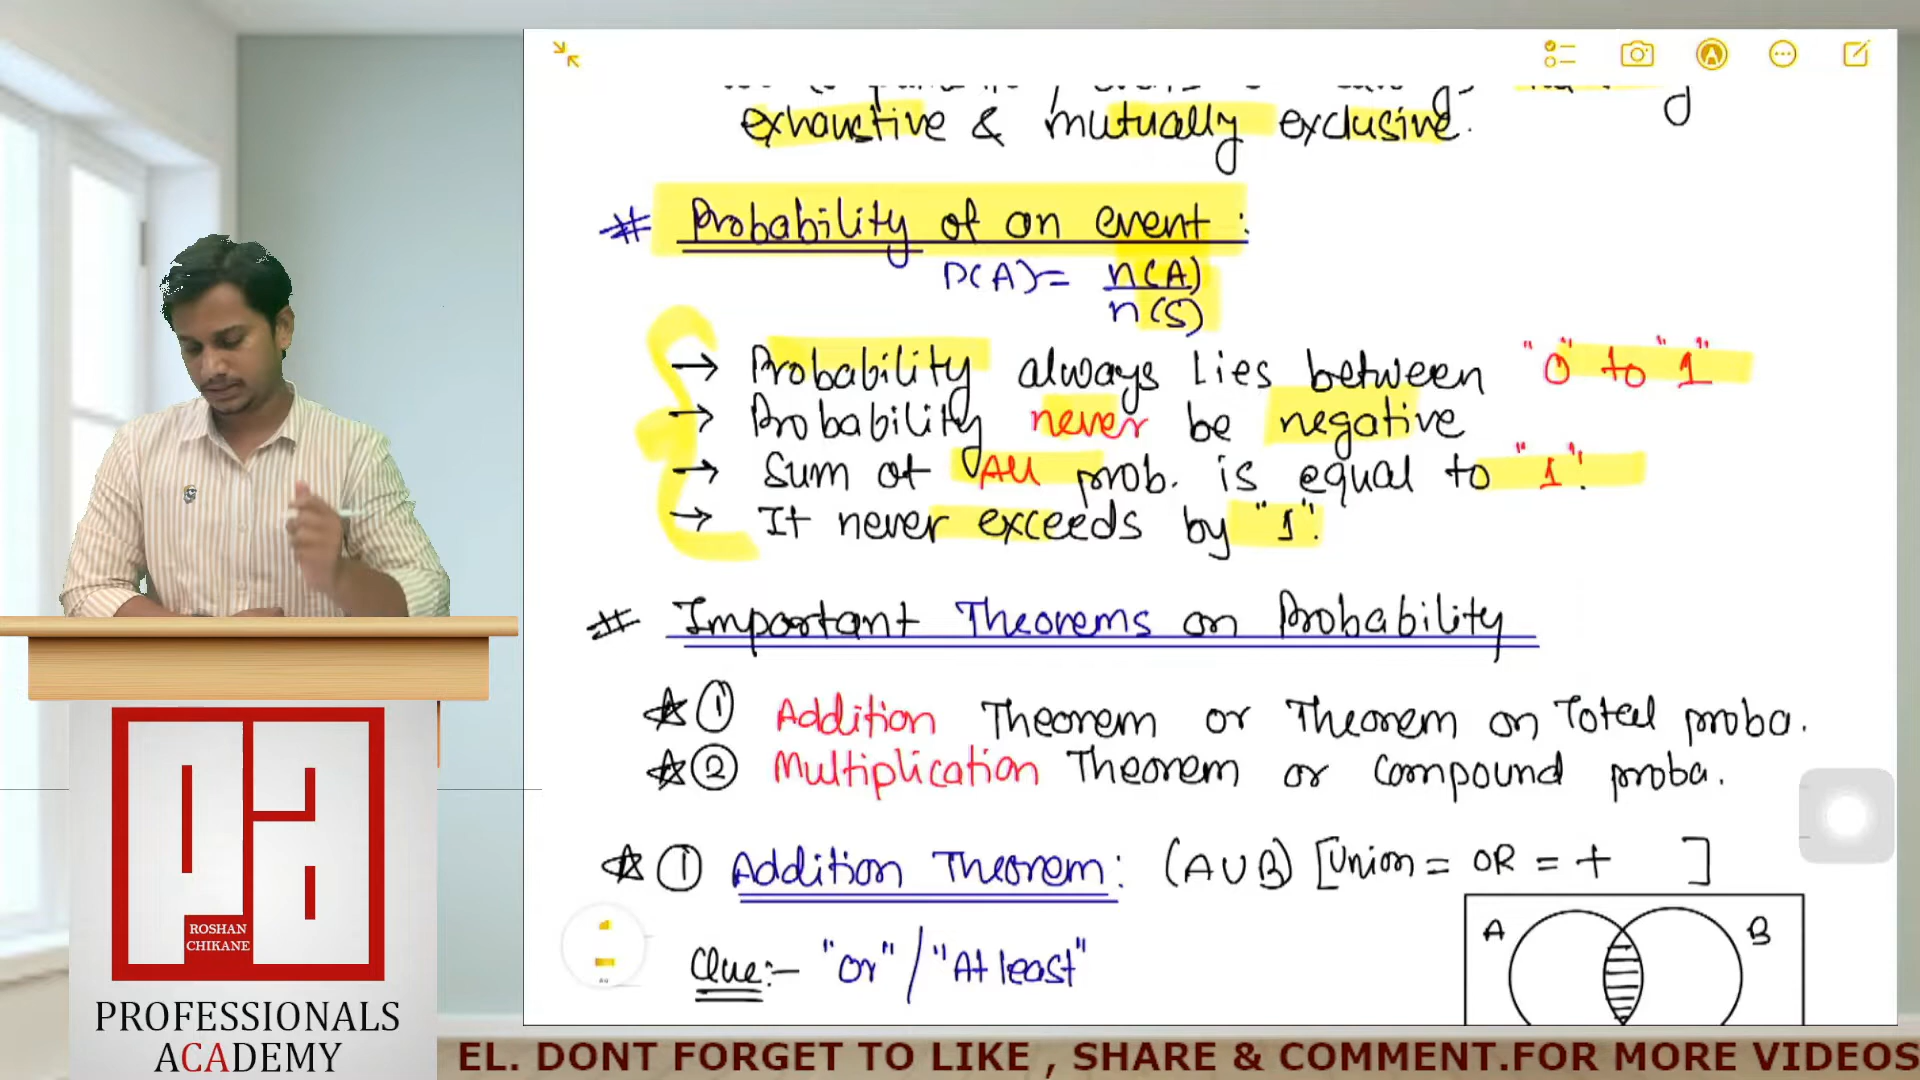 exhaustive & mutually exclusive.
# Probability of an event :
P(A) = n(A)
n(S)
→ Probability always lies between "0" to "1"
→ Probability never be negative
→ Sum of All prob. is equal to "1".
→ It never exceeds by "1".
# Important Theorems on Probability
☆ ① Addition Theorem or Theorem on Total proba.
☆ ② Multiplication Theorem or Compound proba.
☆ ① Addition Theorem : (A∪B) [Union = OR = + ]
A B
Clue:- "or" / "At least"
pa
ROSHAN
CHIKANE
PROFESSIONALS
ACADEMY
EL. DONT FORGET TO LIKE , SHARE & COMMENT.FOR MORE VIDEOS